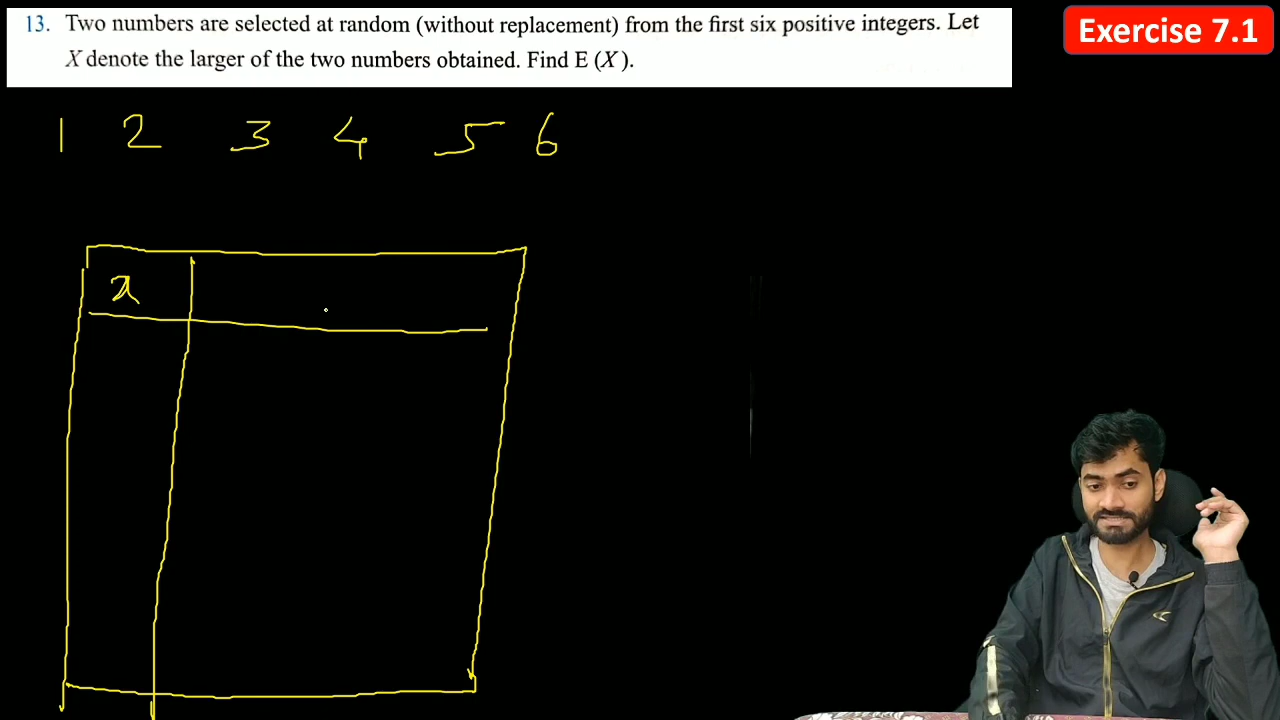 13. Two numbers are selected at random (without replacement) from the first six positive integers. Let
X denote the larger of the two numbers obtained. Find E (X).
Exercise 7.1
1 2 3 4 5 6
x